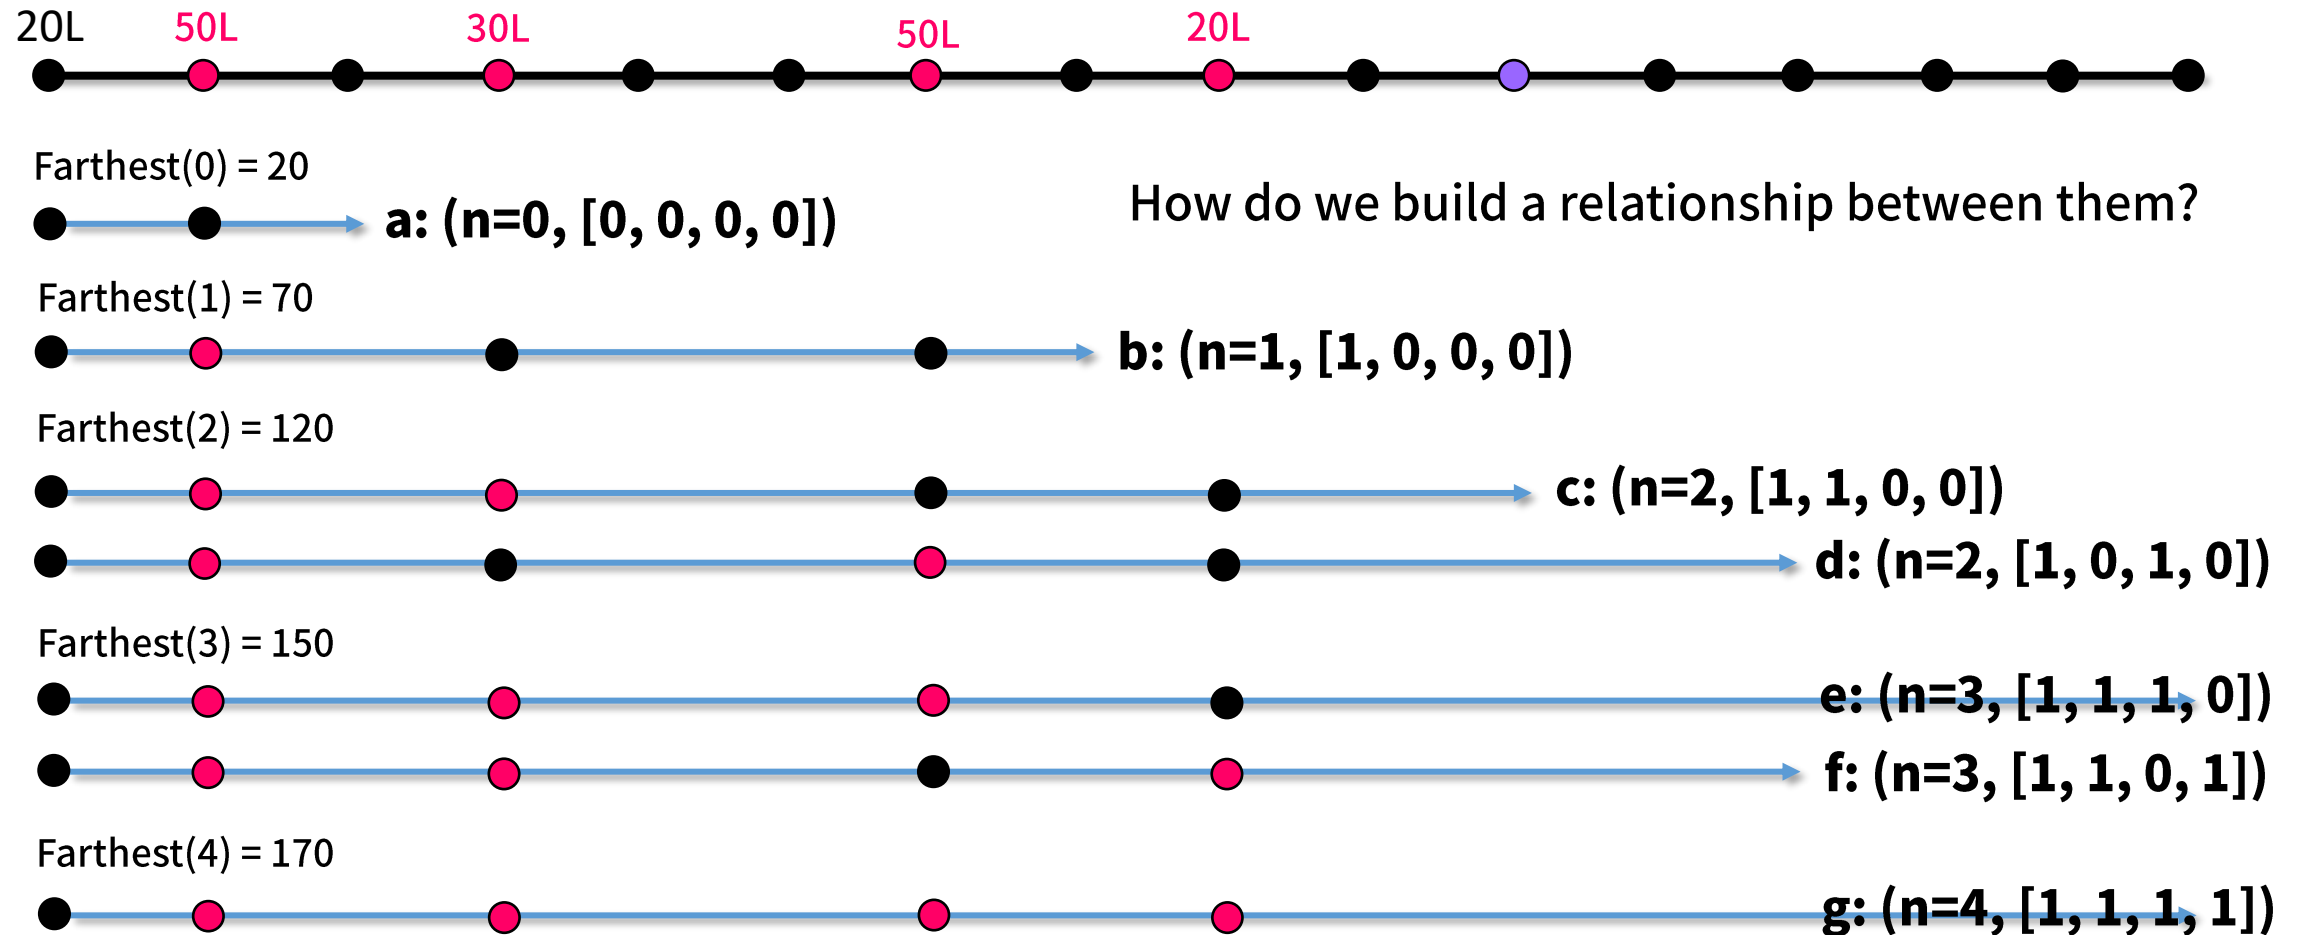 20L 50L 30L 50L 20L
Farthest(0) = 20
How do we build a relationship between them?
a: (n=0, [0, 0, 0, 0])
Farthest(1) = 70
b: (n=1, [1, 0, 0, 0])
Farthest(2) = 120
c: (n=2, [1, 1, 0, 0])
d: (n=2, [1, 0, 1, 0])
Farthest(3) = 150
e: (n=3, [1, 1, 1, 0])
f: (n=3, [1, 1, 0, 1])
Farthest(4) = 170
g: (n=4, [1, 1, 1, 1])